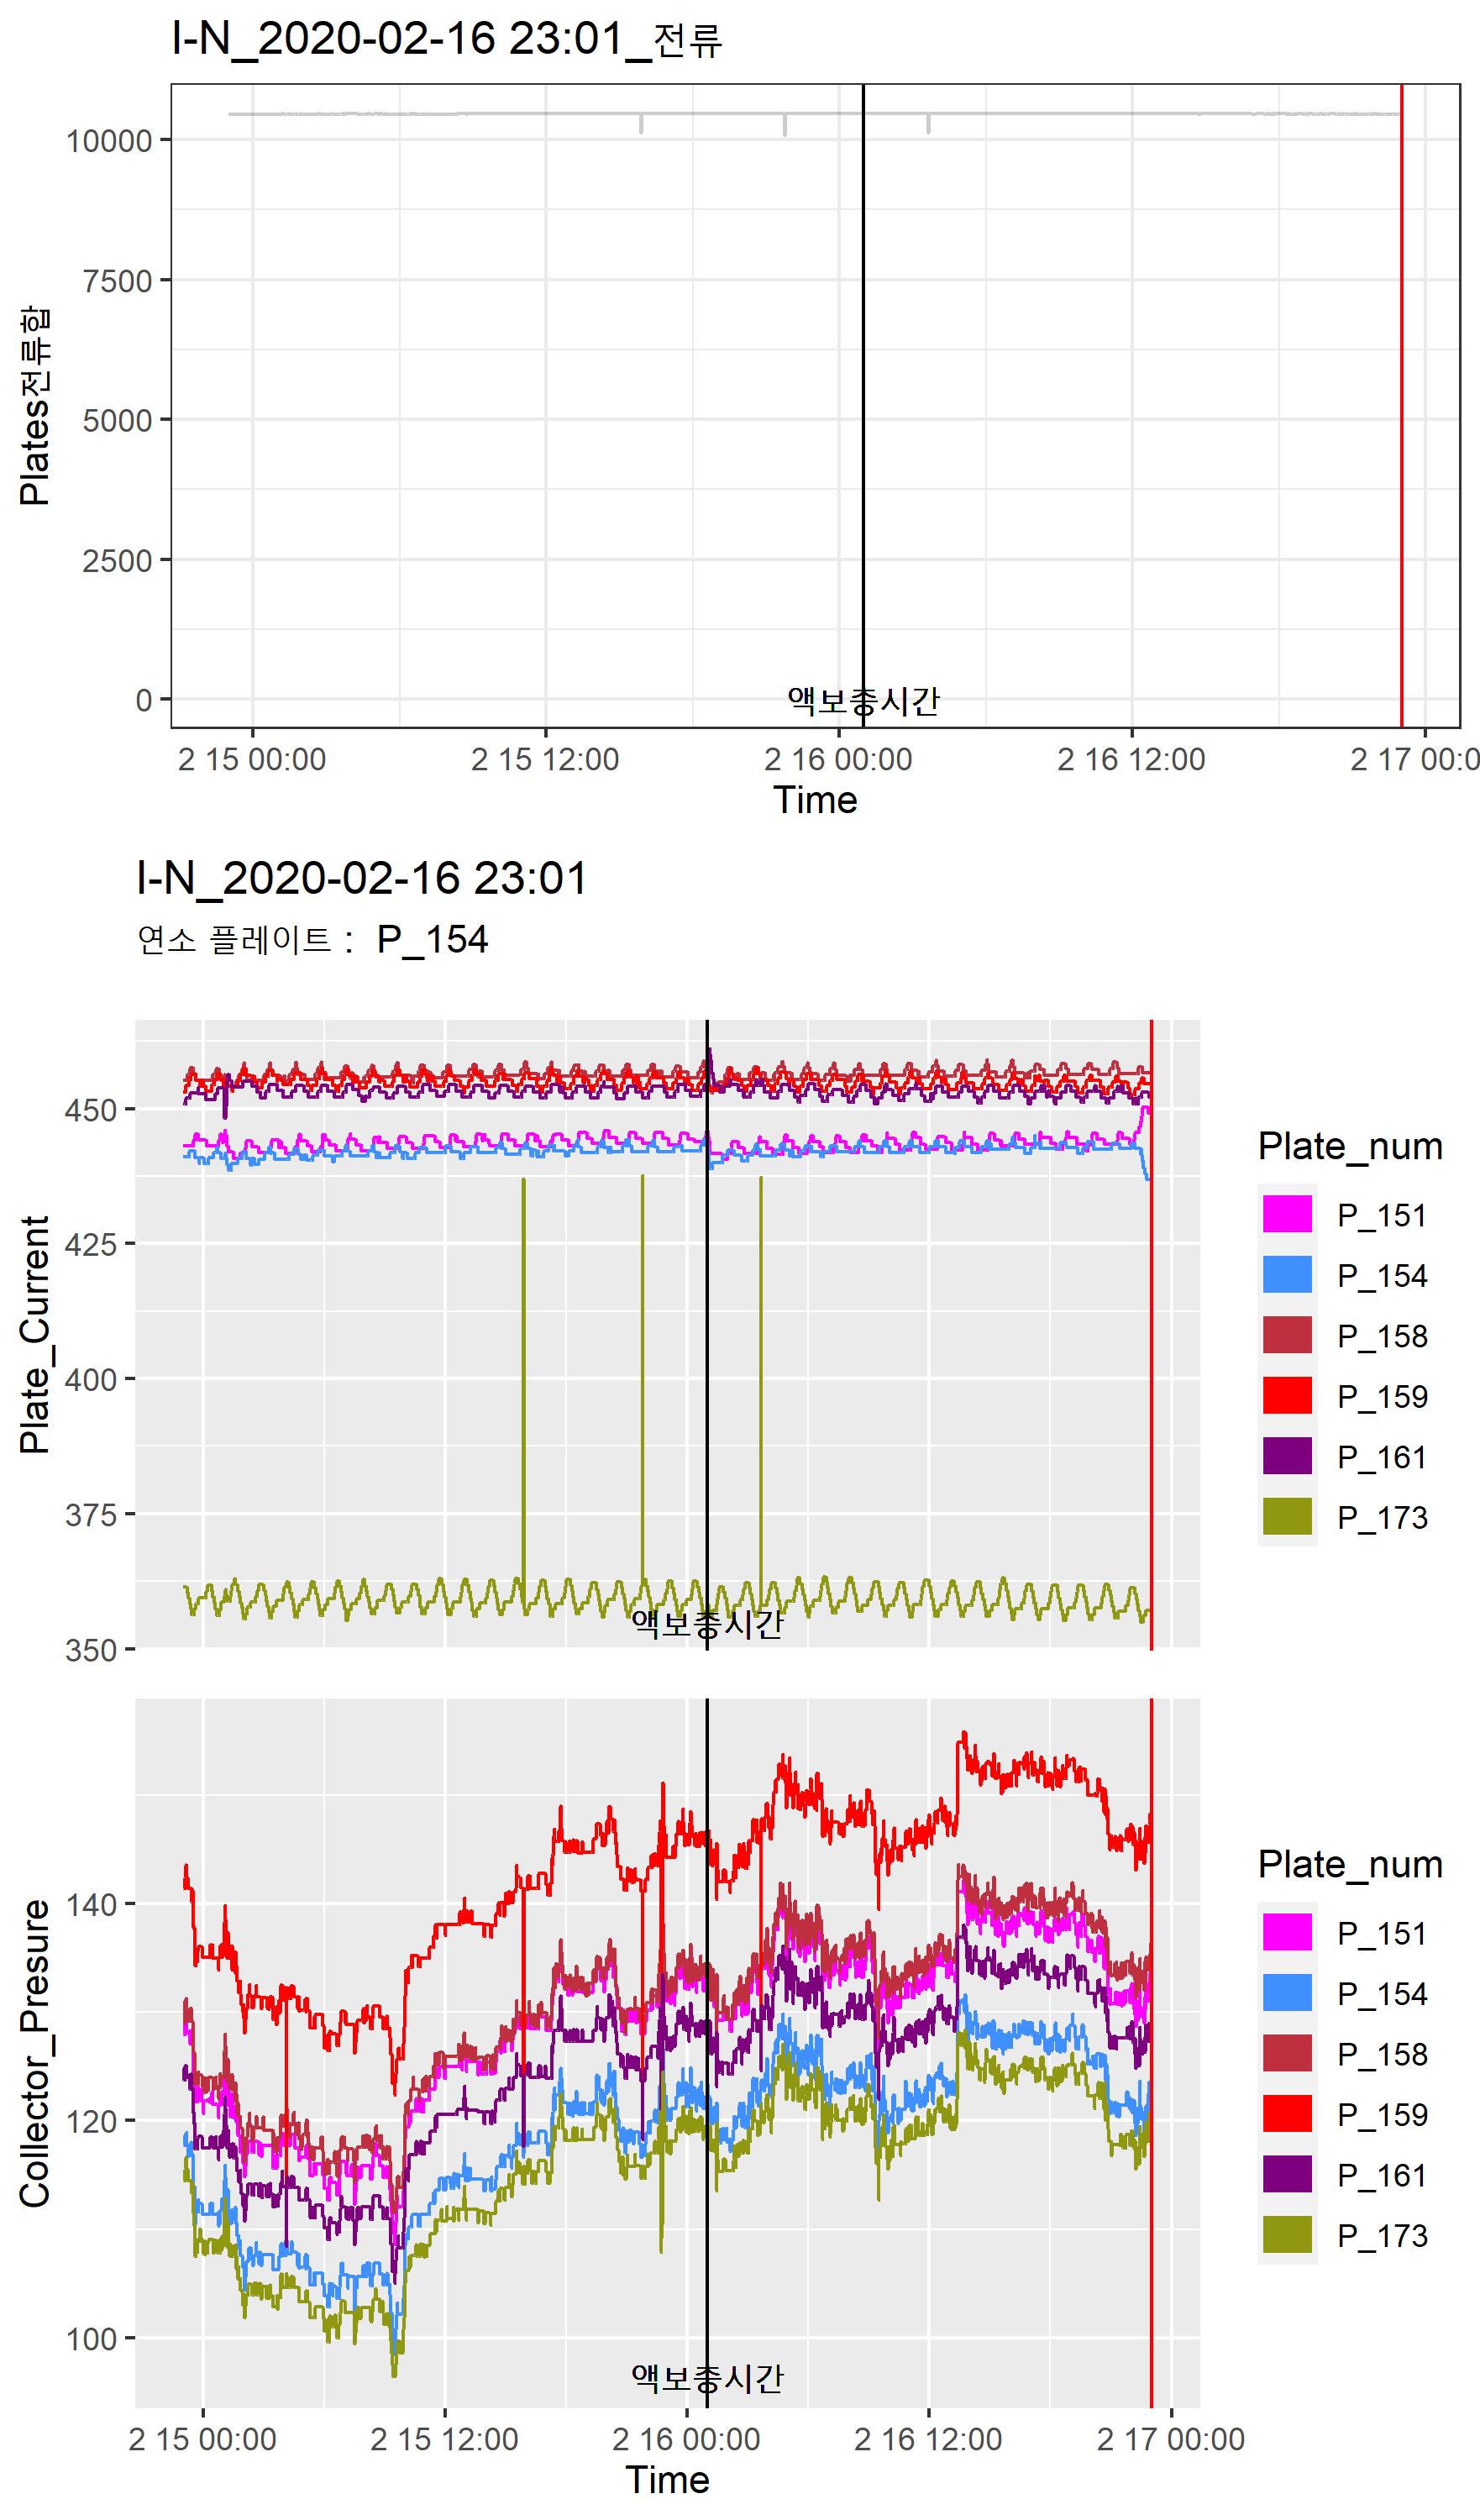 I-N_2020-02-16 23:01_전류
Plates전류합
10000
7500
5000
2500
0
액보충시간
2 15 00:00
2 15 12:00
2 16 00:00
2 16 12:00
2 17 00:0
Time
I-N_2020-02-16 23:01
연소 플레이트 : P_154
Plate_Current
450
425
400
375
350
액보충시간
Plate_num
P_151
P_154
P_158
P_159
P_161
P_173
Collector_Presure
140
120
100
액보충시간
Plate_num
P_151
P_154
P_158
P_159
P_161
P_173
2 15 00:00
2 15 12:00
2 16 00:00
2 16 12:00
2 17 00:00
Time